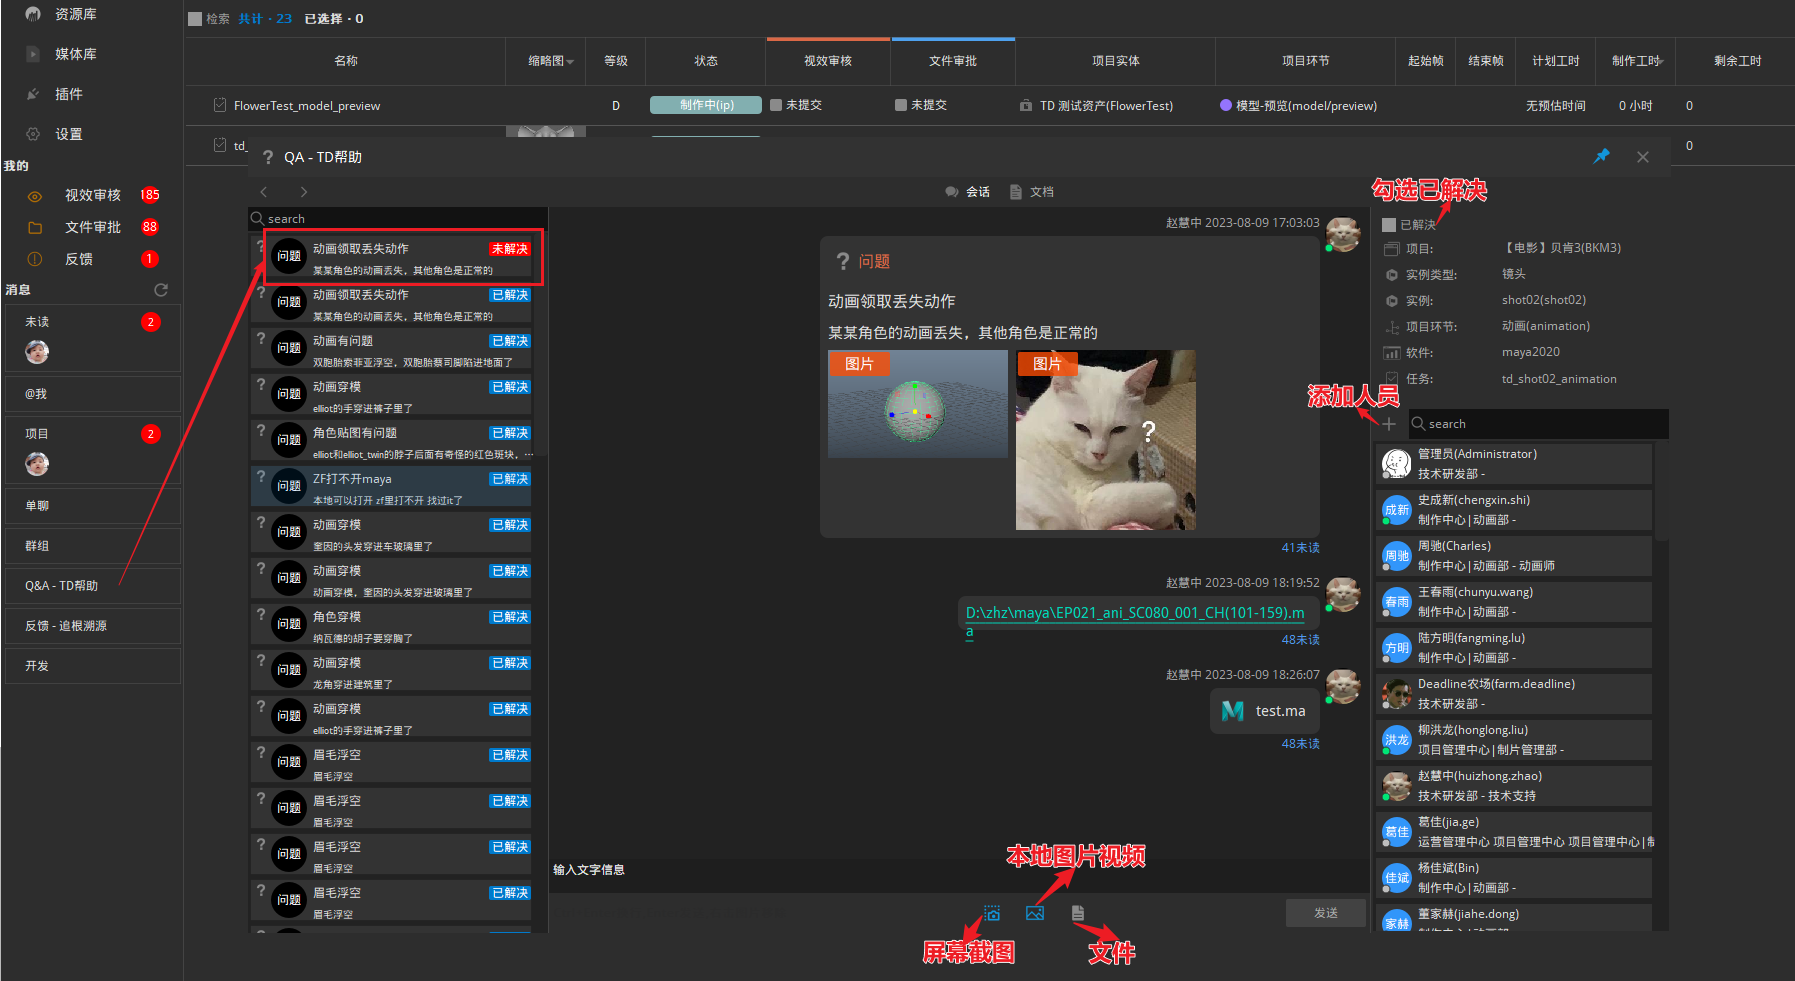 资源库
媒体库
插件
设置
我的
视效审核 185
文件审批 88
反馈 1
消息
未读 2
@我
项目 2
单聊
群组
Q&A - TD帮助
反馈 - 追根溯源
开发
检索 共计 · 23 已选择 · 0
名称 缩略图 等级 状态 视效审核 文件审批 项目实体 项目环节 起始帧 结束帧 计划工时 制作工时 剩余工时
FlowerTest_model_preview D 制作中(ip) 未提交 未提交 TD 测试资产(FlowerTest) 模型-预览(model/preview) 无预估时间 0 小时 0
td_ 0
? QA - TD帮助
会话 文档
search
? 问题 动画领取丢失动作 未解决
某某角色的动画丢失，其他角色是正常的
? 问题 动画领取丢失动作 已解决
某某角色的动画丢失，其他角色是正常的
? 问题 动画有问题 已解决
双胞胎索菲亚浮空，双胞胎蔡司脚陷进地面了
? 问题 动画穿模 已解决
elliot的手穿进裤子里了
? 问题 角色贴图有问题 已解决
elliot和elliot_twin的脖子后面有奇怪的红色斑块，…
? 问题 ZF打不开maya 已解决
本地可以打开 zf里打不开 找过it了
? 问题 动画穿模 已解决
奎因的头发穿进车玻璃里了
? 问题 动画穿模 已解决
动画穿模，奎因的头发穿进玻璃里了
? 问题 角色穿模 已解决
纳瓦德的胡子要穿胸了
? 问题 动画穿模 已解决
龙角穿进建筑里了
? 问题 动画穿模 已解决
elliot的手穿进裤子里了
? 问题 眉毛浮空 已解决
眉毛浮空
? 问题 眉毛浮空 已解决
眉毛浮空
? 问题 眉毛浮空 已解决
眉毛浮空
? 问题 眉毛浮空 已解决
眉毛浮空
赵慧中 2023-08-09 17:03:03
? 问题
动画领取丢失动作
某某角色的动画丢失，其他角色是正常的
图片 图片
?
41未读
赵慧中 2023-08-09 18:19:52
D:\zhz\maya\EP021_ani_SC080_001_CH(101-159).m
a
48未读
赵慧中 2023-08-09 18:26:07
test.ma
48未读
输入文字信息
本地图片视频
屏幕截图
文件
发送
勾选已解决
已解决
项目: 【电影】贝肯3(BKM3)
实例类型: 镜头
实例: shot02(shot02)
项目环节: 动画(animation)
软件: maya2020
任务: td_shot02_animation
添加人员
search
管理员(Administrator)
技术研发部 -
成新 史成新(chengxin.shi)
制作中心|动画部 -
周驰 周驰(Charles)
制作中心|动画部 - 动画师
春雨 王春雨(chunyu.wang)
制作中心|动画部 -
方明 陆方明(fangming.lu)
制作中心|动画部 -
Deadline农场(farm.deadline)
技术研发部 -
洪龙 柳洪龙(honglong.liu)
项目管理中心|制片管理部 -
赵慧中(huizhong.zhao)
技术研发部 - 技术支持
葛佳 葛佳(jia.ge)
运营管理中心 项目管理中心 项目管理中心|制
佳斌 杨佳斌(Bin)
制作中心|动画部 -
家赫 董家赫(jiahe.dong)
制作中心|动画部 -